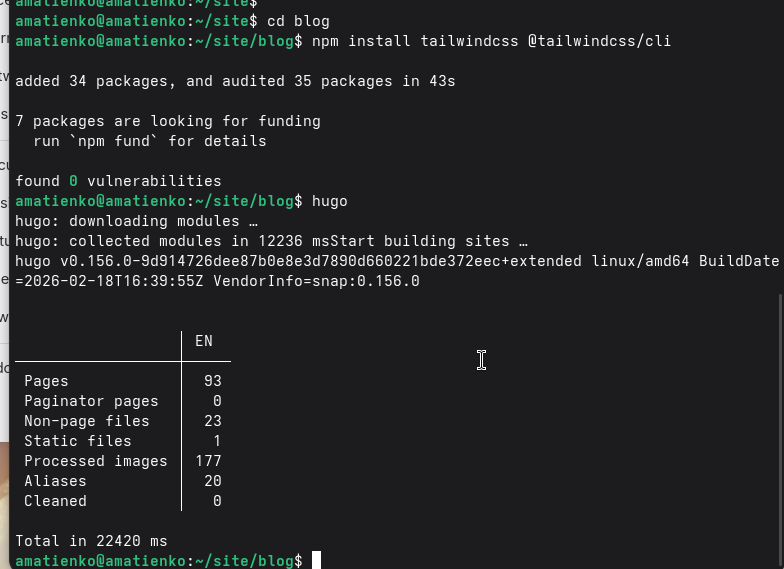 amatienko@amatienko:~/site$
amatienko@amatienko:~/site$ cd blog
amatienko@amatienko:~/site/blog$ npm install tailwindcss @tailwindcss/cli
added 34 packages, and audited 35 packages in 43s
7 packages are looking for funding
  run `npm fund` for details
found 0 vulnerabilities
amatienko@amatienko:~/site/blog$ hugo
hugo: downloading modules …
hugo: collected modules in 12236 msStart building sites …
hugo v0.156.0-9d914726dee87b0e8e3d7890d660221bde372eec+extended linux/amd64 BuildDate
=2026-02-18T16:39:55Z VendorInfo=snap:0.156.0
EN
Pages 93
Paginator pages 0
Non-page files 23
Static files 1
Processed images 177
Aliases 20
Cleaned 0
Total in 22420 ms
amatienko@amatienko:~/site/blog$